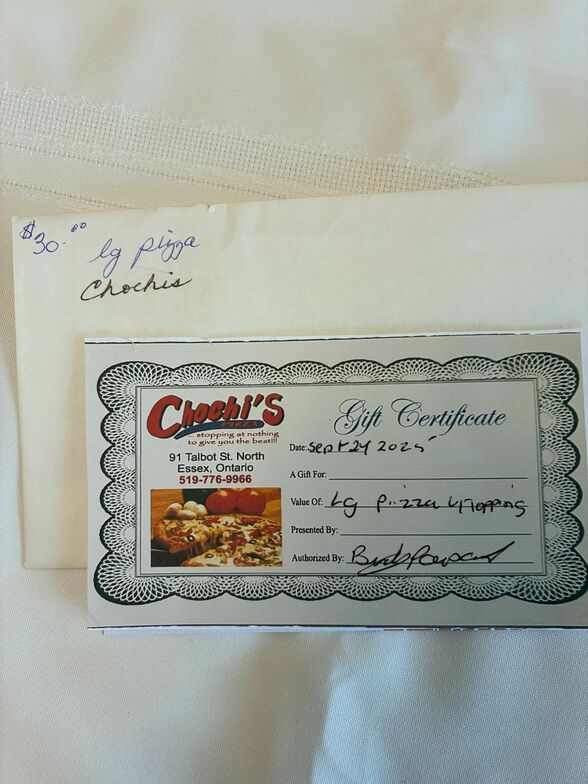 $30.00 lg pizza
Chochis
Chochi'S
PIZZA
... stopping at nothing
to give you the best!!!
91 Talbot St. North
Essex, Ontario
519-776-9966
Gift Certificate
Date: Sept 24 2025
A Gift For:
Value Of: Lg pizza 4 Topping
Presented By:
Authorized By: